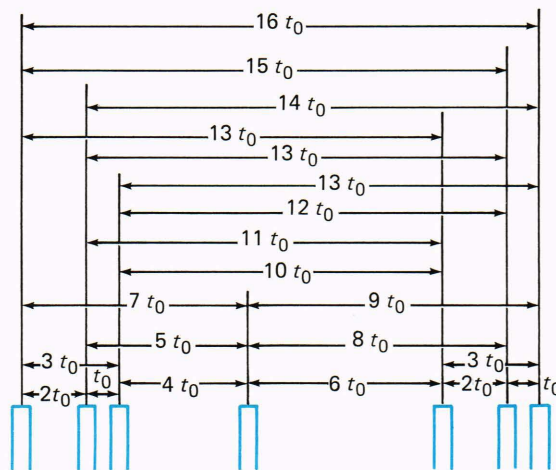 16 t₀
15 t₀
14 t₀
13 t₀
13 t₀
13 t₀
12 t₀
11 t₀
10 t₀
7 t₀ 9 t₀
5 t₀ 8 t₀
3 t₀ t₀ 3 t₀
2t₀ 4 t₀ 6 t₀ 2t₀ t₀